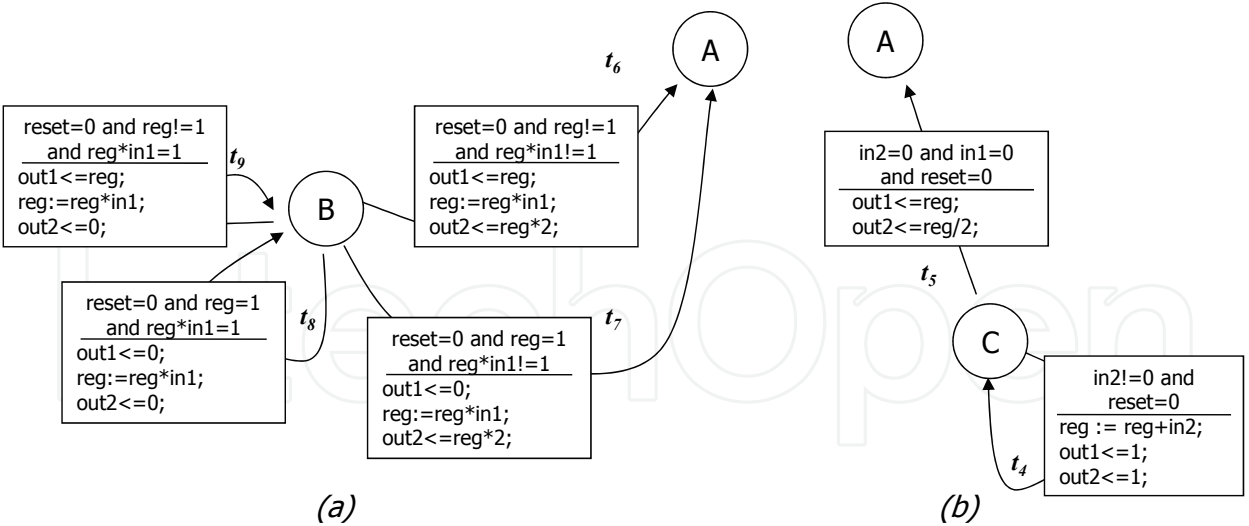 t6
A
reset=0 and reg!=1
and reg*in1=1
out1<=reg;
reg:=reg*in1;
out2<=0;
t9
B
reset=0 and reg!=1
and reg*in1!=1
out1<=reg;
reg:=reg*in1;
out2<=reg*2;
reset=0 and reg=1
and reg*in1=1
out1<=0;
reg:=reg*in1;
out2<=0;
t8
reset=0 and reg=1
and reg*in1!=1
out1<=0;
reg:=reg*in1;
out2<=reg*2;
t7
(a)
A
in2=0 and in1=0
and reset=0
out1<=reg;
out2<=reg/2;
t5
C
in2!=0 and
reset=0
reg := reg+in2;
out1<=1;
out2<=1;
t4
(b)
IntechOpen